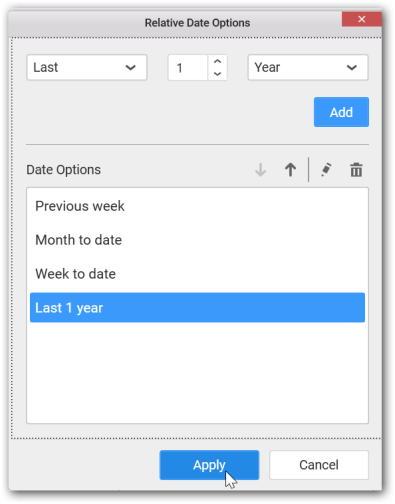 Relative Date Options
Last 1 Year
Add
Date Options
Previous week
Month to date
Week to date
Last 1 year
Apply Cancel